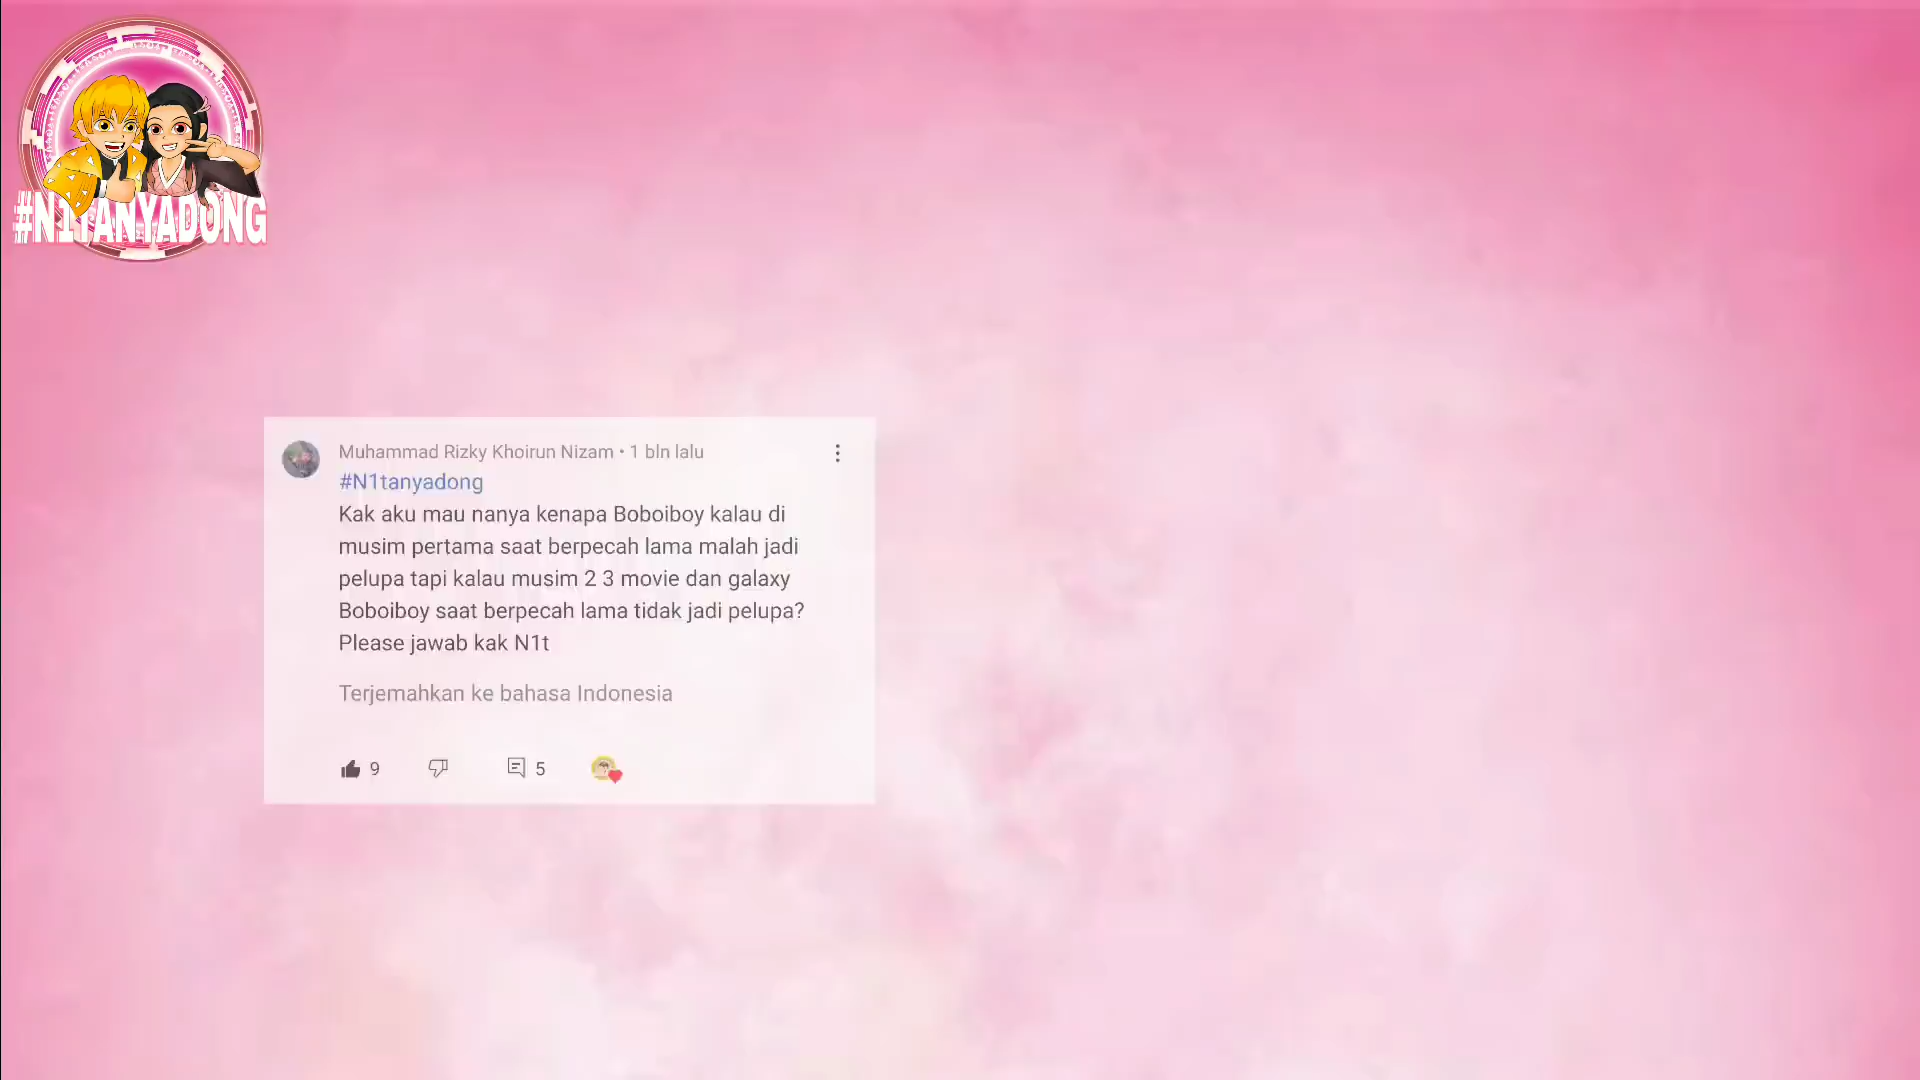 #N1TANYADONG
Muhammad Rizky Khoirun Nizam • 1 bln lalu
#N1tanyadong
Kak aku mau nanya kenapa Boboiboy kalau di
musim pertama saat berpecah lama malah jadi
pelupa tapi kalau musim 2 3 movie dan galaxy
Boboiboy saat berpecah lama tidak jadi pelupa?
Please jawab kak N1t
Terjemahkan ke bahasa Indonesia
9
5